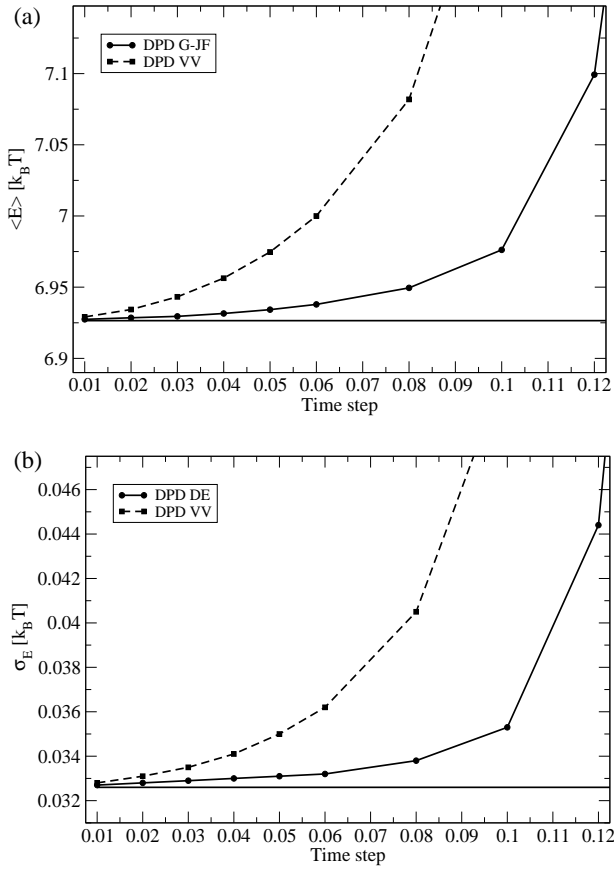 (a)
DPD G-JF
DPD VV
7.1
7.05
7
6.95
6.9
<E> [k_BT]
0.01 0.02 0.03 0.04 0.05 0.06 0.07 0.08 0.09 0.1 0.11 0.12
Time step
(b)
DPD DE
DPD VV
0.046
0.044
0.042
0.04
0.038
0.036
0.034
0.032
σ_E [k_BT]
0.01 0.02 0.03 0.04 0.05 0.06 0.07 0.08 0.09 0.1 0.11 0.12
Time step